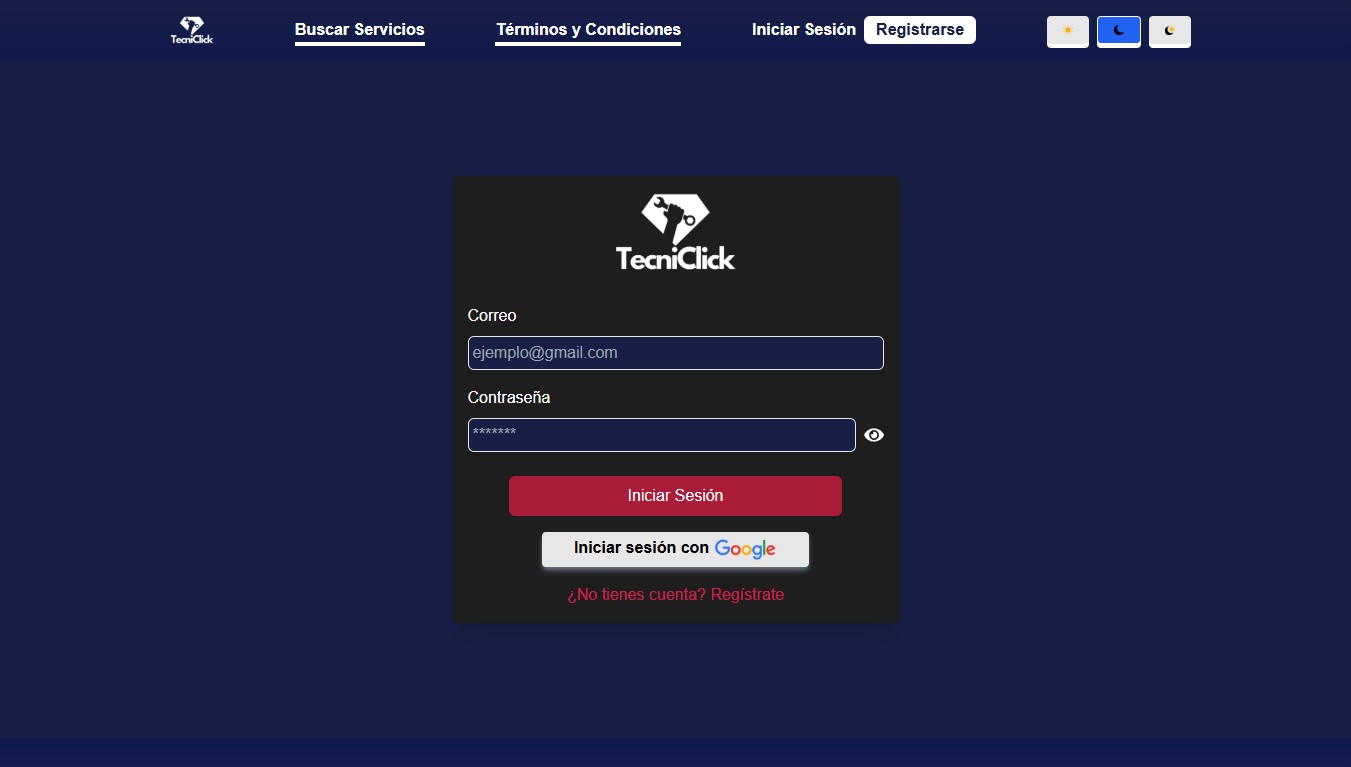 TecniClick
Buscar Servicios
Términos y Condiciones
Iniciar Sesión
Registrarse
TecniClick
Correo
ejemplo@gmail.com
Contraseña
*******
Iniciar Sesión
Iniciar sesión con Google
¿No tienes cuenta? Regístrate